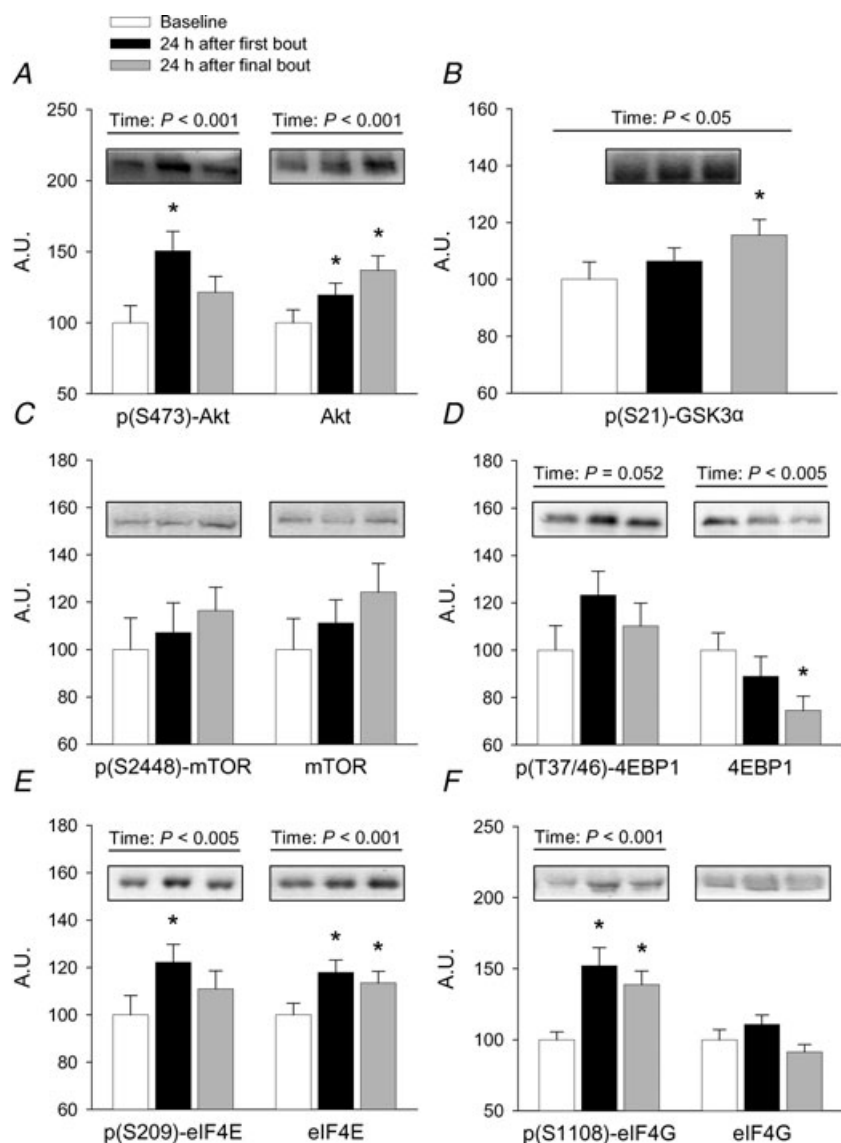 Baseline
24 h after first bout
24 h after final bout
A
B
Time: P < 0.001 Time: P < 0.001
Time: P < 0.05
250
200
150
100
50
A.U.
*
* *
p(S473)-Akt Akt
160
140
120
100
80
60
A.U.
*
p(S21)-GSK3α
C
D
180
160
140
120
100
80
60
A.U.
p(S2448)-mTOR mTOR
Time: P = 0.052 Time: P < 0.005
180
160
140
120
100
80
60
A.U.
*
p(T37/46)-4EBP1 4EBP1
E
F
Time: P < 0.005 Time: P < 0.001
180
160
140
120
100
80
60
A.U.
*
* *
p(S209)-eIF4E eIF4E
Time: P < 0.001
250
200
150
100
50
A.U.
* *
p(S1108)-eIF4G eIF4G